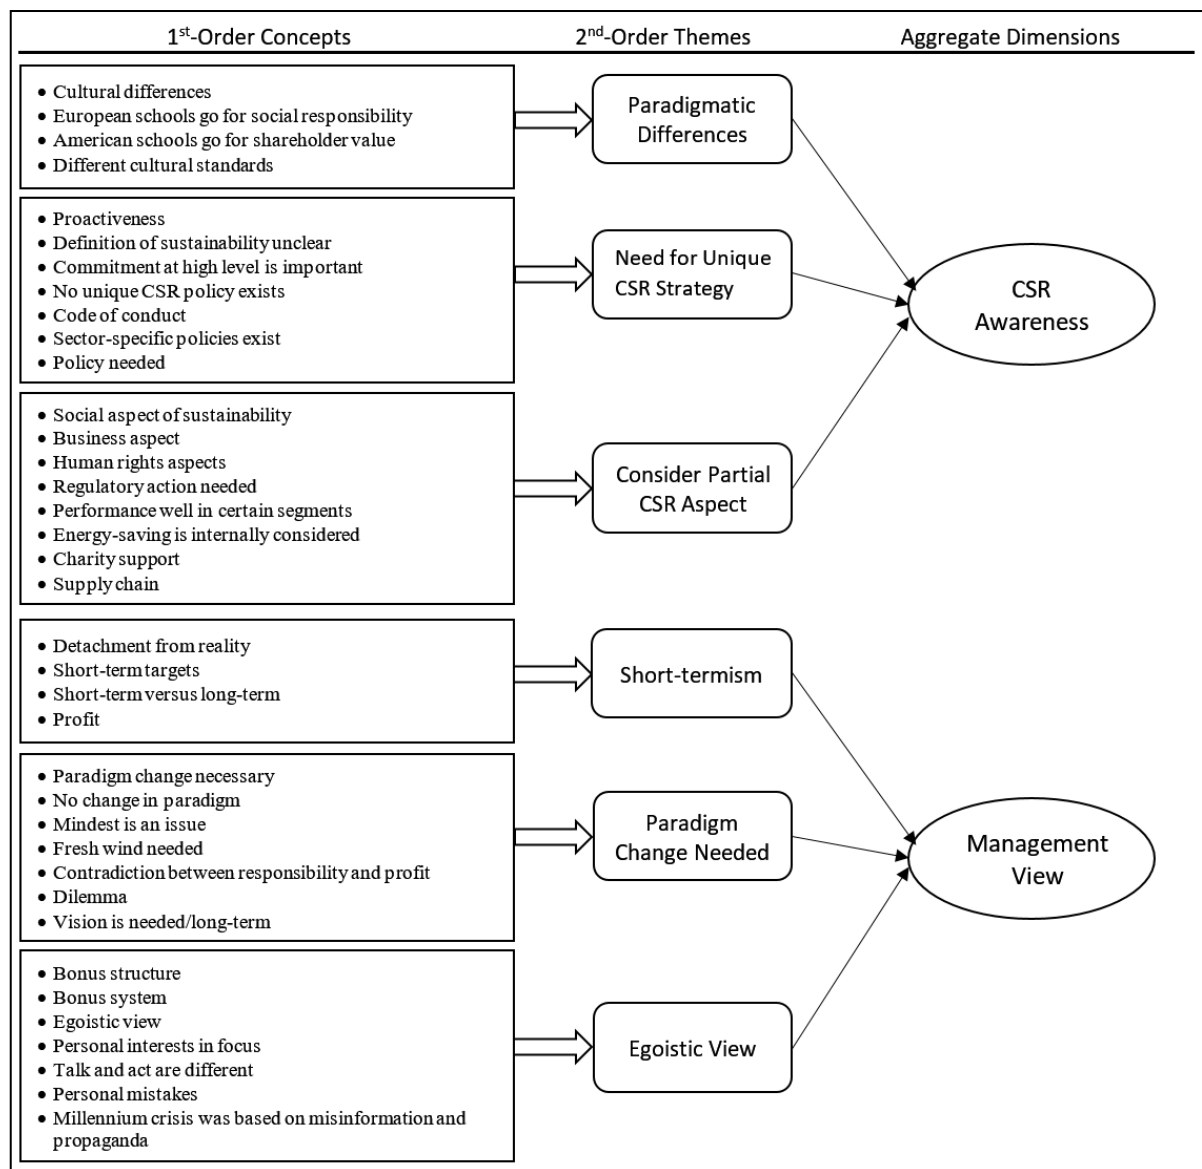 1st-Order Concepts
2nd-Order Themes
Aggregate Dimensions
• Cultural differences
• European schools go for social responsibility
• American schools go for shareholder value
• Different cultural standards
Paradigmatic
Differences
• Proactiveness
• Definition of sustainability unclear
• Commitment at high level is important
• No unique CSR policy exists
• Code of conduct
• Sector-specific policies exist
• Policy needed
Need for Unique
CSR Strategy
CSR
Awareness
• Social aspect of sustainability
• Business aspect
• Human rights aspects
• Regulatory action needed
• Performance well in certain segments
• Energy-saving is internally considered
• Charity support
• Supply chain
Consider Partial
CSR Aspect
• Detachment from reality
• Short-term targets
• Short-term versus long-term
• Profit
Short-termism
• Paradigm change necessary
• No change in paradigm
• Mindest is an issue
• Fresh wind needed
• Contradiction between responsibility and profit
• Dilemma
• Vision is needed/long-term
Paradigm
Change Needed
Management
View
• Bonus structure
• Bonus system
• Egoistic view
• Personal interests in focus
• Talk and act are different
• Personal mistakes
• Millennium crisis was based on misinformation and
propaganda
Egoistic View